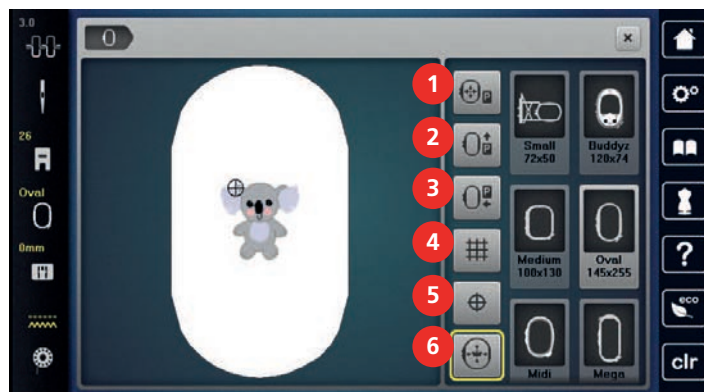 3.0
26
Oval
0mm
1
2
3
4
5
6
P
P
P
Small
72x50
Buddyz
120x74
Medium
100x130
Oval
145x255
Midi
Mega
?
eco
clr